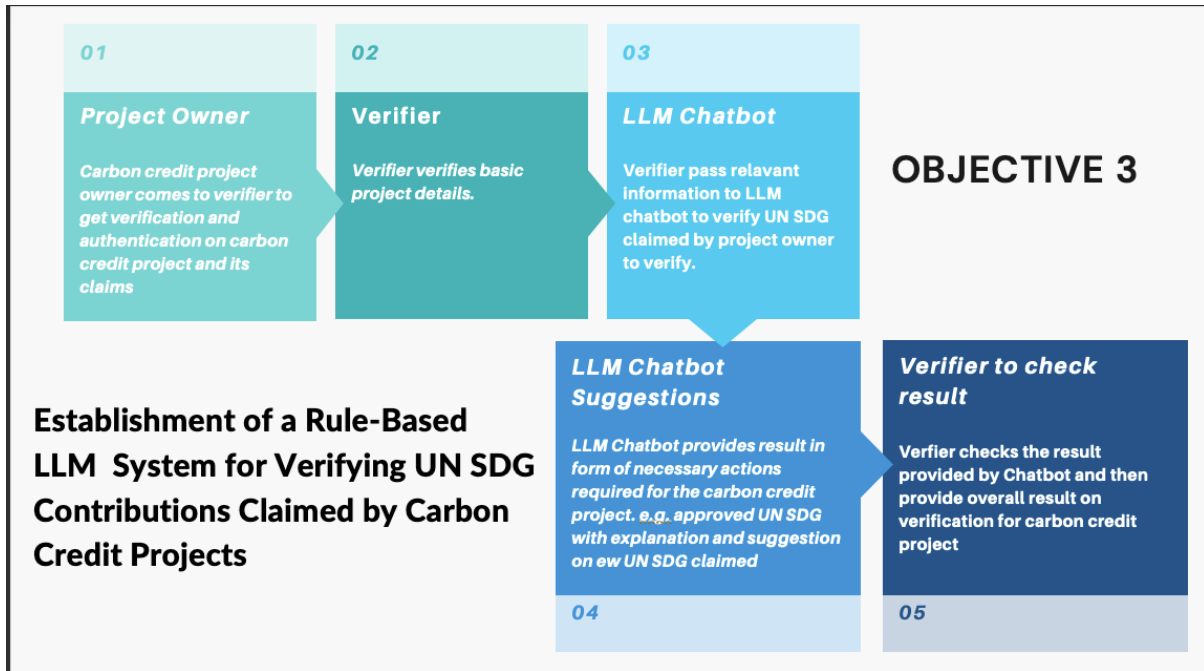 01
Project Owner
Carbon credit project
owner comes to verifier to
get verification and
authentication on carbon
credit project and its
claims
02
Verifier
Verifier verifies basic
project details.
03
LLM Chatbot
Verifier pass relavant
information to LLM
chatbot to verify UN SDG
claimed by project owner
to verify.
OBJECTIVE 3
Establishment of a Rule-Based
LLM System for Verifying UN SDG
Contributions Claimed by Carbon
Credit Projects
LLM Chatbot
Suggestions
LLM Chatbot provides result in
form of necessary actions
required for the carbon credit
project. e.g. approved UN SDG
with explanation and suggestion
on ew UN SDG claimed
04
Verifier to check
result
Verfier checks the result
provided by Chatbot and then
provide overall result on
verification for carbon credit
project
05